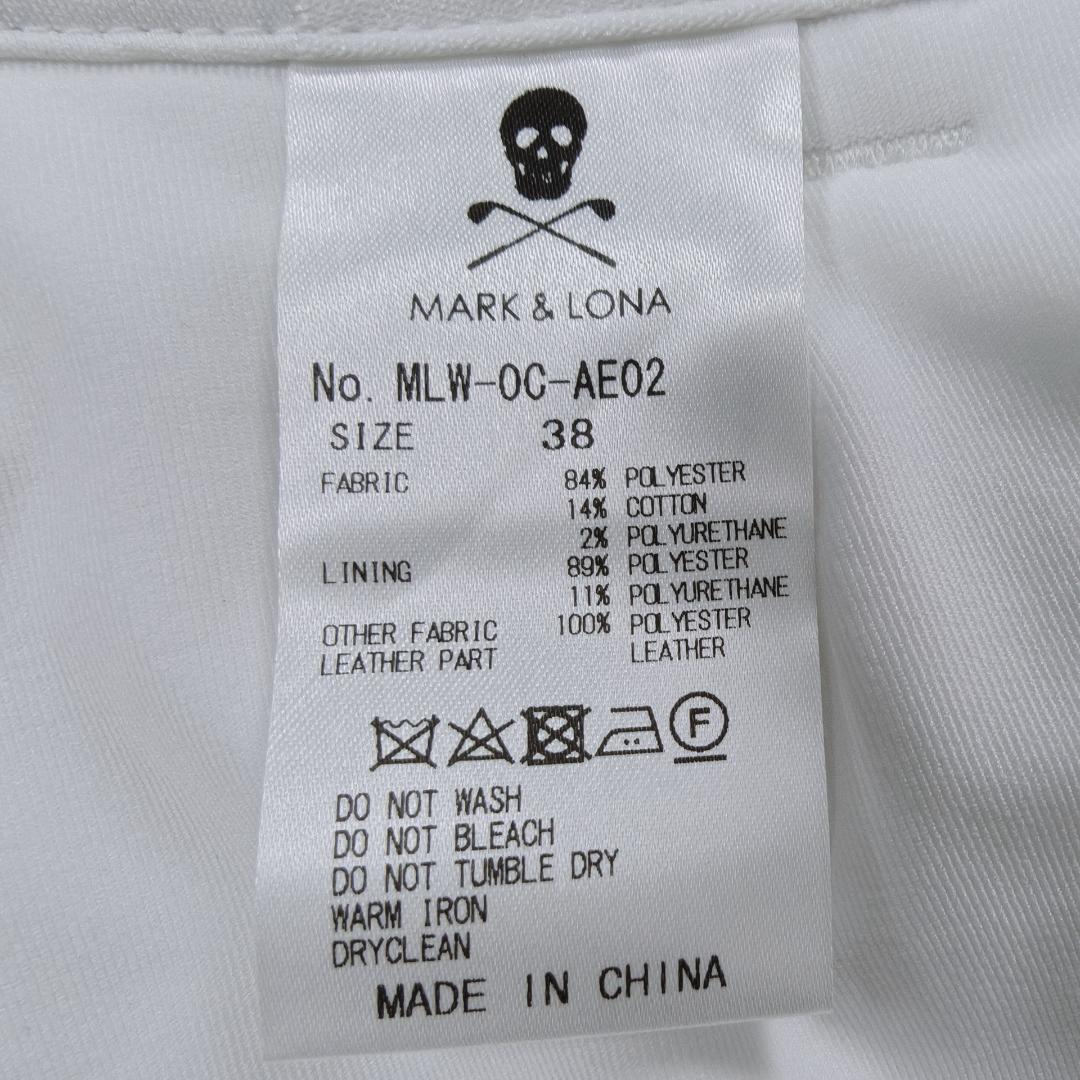 MARK & LONA
No. MLW-0C-AE02
SIZE 38
FABRIC 84% POLYESTER
14% COTTON
2% POLYURETHANE
LINING 89% POLYESTER
11% POLYURETHANE
OTHER FABRIC 100% POLYESTER
LEATHER PART LEATHER
F
DO NOT WASH
DO NOT BLEACH
DO NOT TUMBLE DRY
WARM IRON
DRYCLEAN
MADE IN CHINA